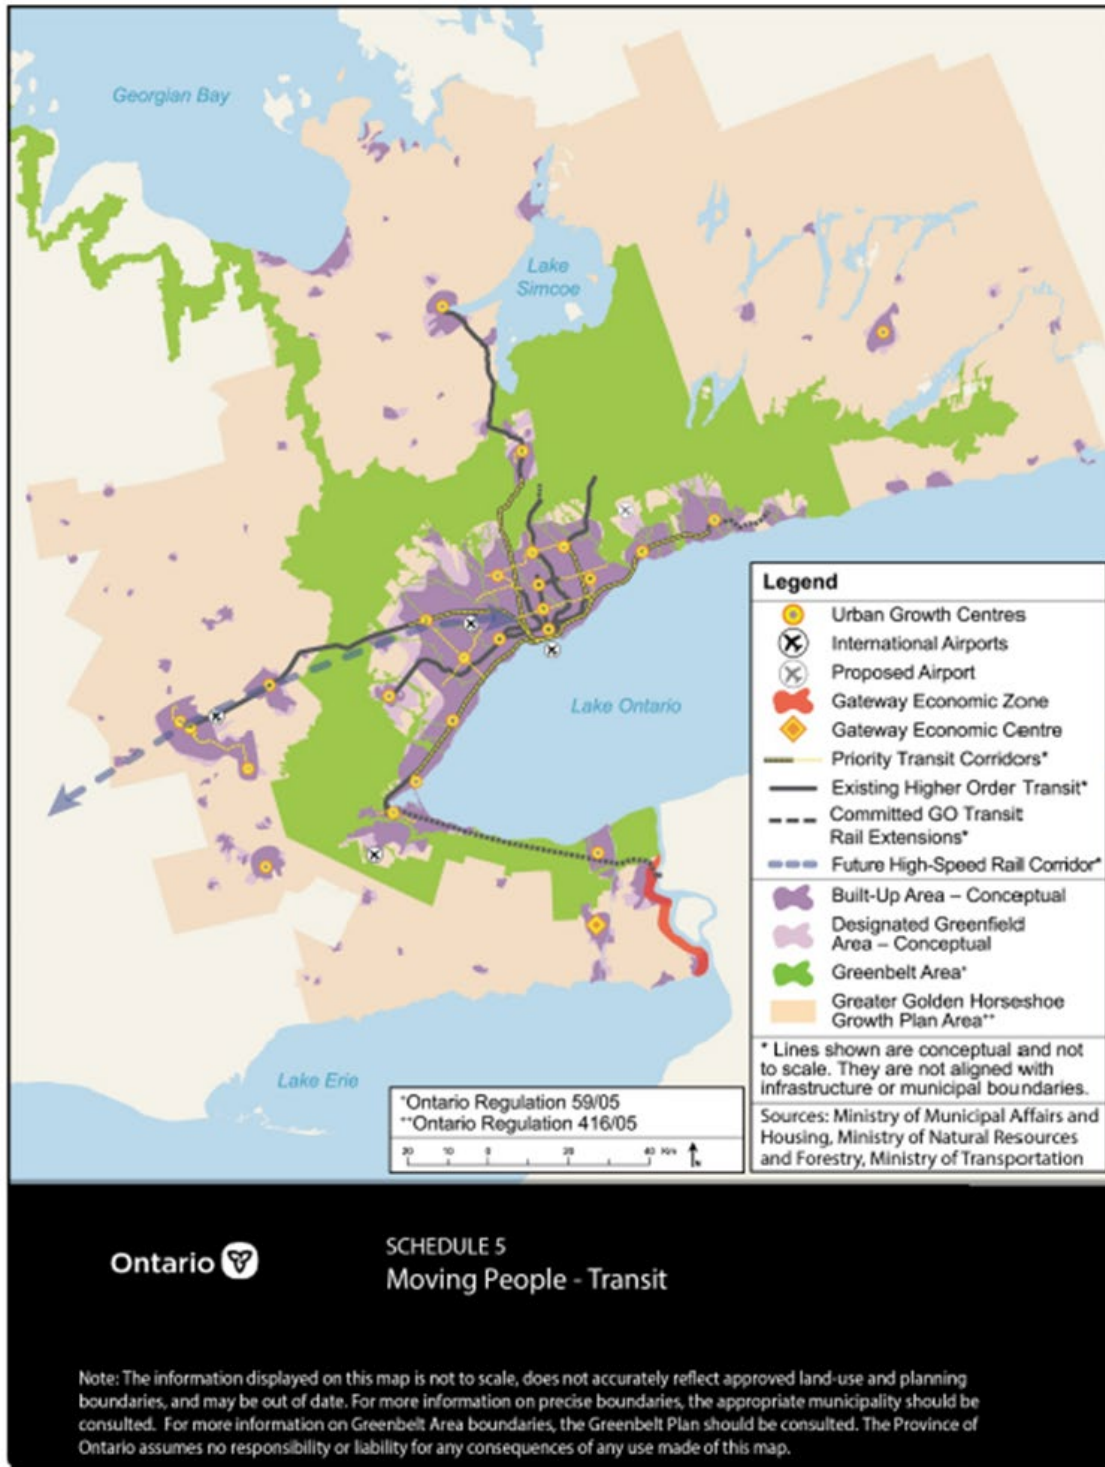 Georgian Bay
Lake
Simcoe
Lake Ontario
Lake Erie
Legend
Urban Growth Centres
International Airports
Proposed Airport
Gateway Economic Zone
Gateway Economic Centre
Priority Transit Corridors*
Existing Higher Order Transit*
Committed GO Transit
Rail Extensions*
Future High-Speed Rail Corridor*
Built-Up Area – Conceptual
Designated Greenfield
Area – Conceptual
Greenbelt Area⁺
Greater Golden Horseshoe
Growth Plan Area⁺⁺
* Lines shown are conceptual and not
to scale. They are not aligned with
infrastructure or municipal boundaries.
Sources: Ministry of Municipal Affairs and
Housing, Ministry of Natural Resources
and Forestry, Ministry of Transportation
⁺Ontario Regulation 59/05
⁺⁺Ontario Regulation 416/05
20 10 0 20 40 Km N
Ontario
SCHEDULE 5
Moving People - Transit
Note: The information displayed on this map is not to scale, does not accurately reflect approved land-use and planning
boundaries, and may be out of date. For more information on precise boundaries, the appropriate municipality should be
consulted. For more information on Greenbelt Area boundaries, the Greenbelt Plan should be consulted. The Province of
Ontario assumes no responsibility or liability for any consequences of any use made of this map.